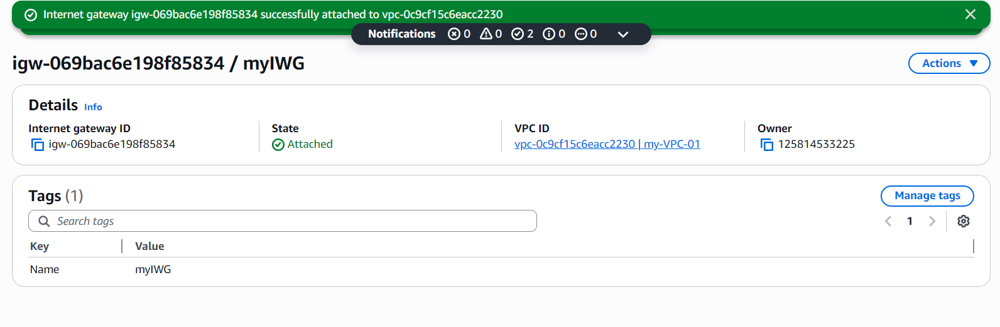 Internet gateway igw-069bac6e198f85834 successfully attached to vpc-0c9cf15c6eacc2230
Notifications 0 0 2 0 0
igw-069bac6e198f85834 / myIWG
Actions
Details Info
Internet gateway ID
igw-069bac6e198f85834
State
Attached
VPC ID
vpc-0c9cf15c6eacc2230 | my-VPC-01
Owner
125814533225
Tags (1)
Manage tags
Search tags
1
Key Value
Name myIWG